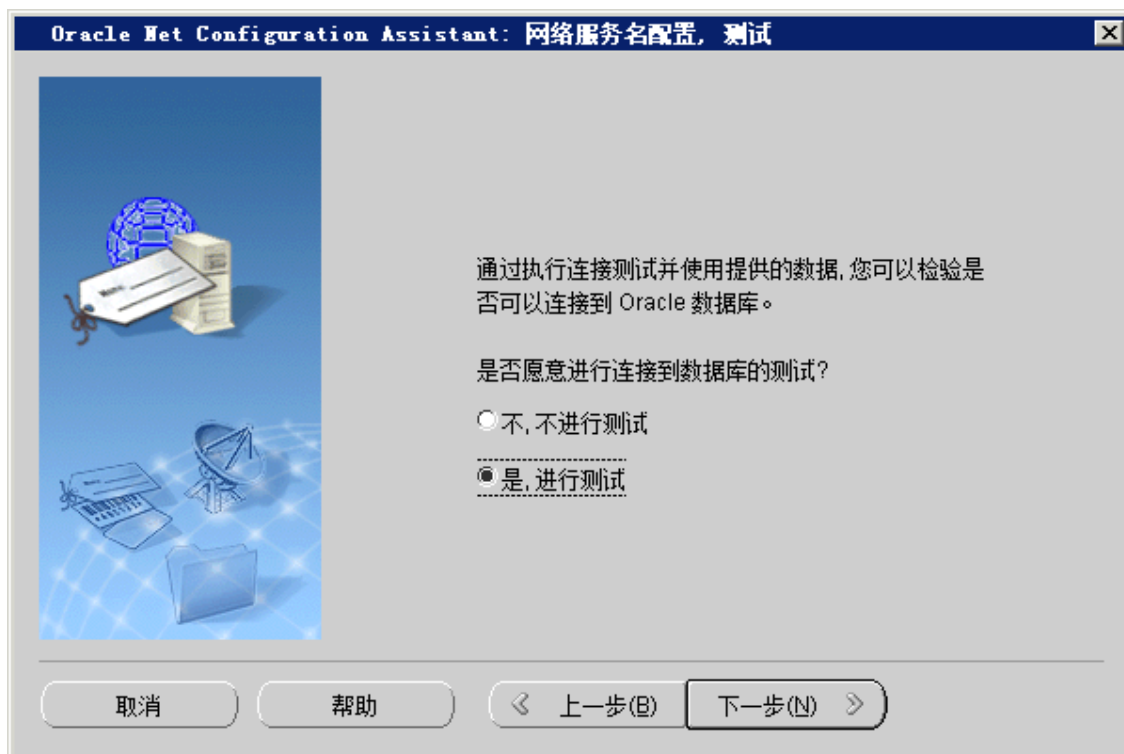 Oracle Net Configuration Assistant: 网络服务名配置, 测试
通过执行连接测试并使用提供的数据,您可以检验是
否可以连接到 Oracle 数据库。
是否愿意进行连接到数据库的测试?
不,不进行测试
是,进行测试
取消 帮助 上一步(B) 下一步(N)